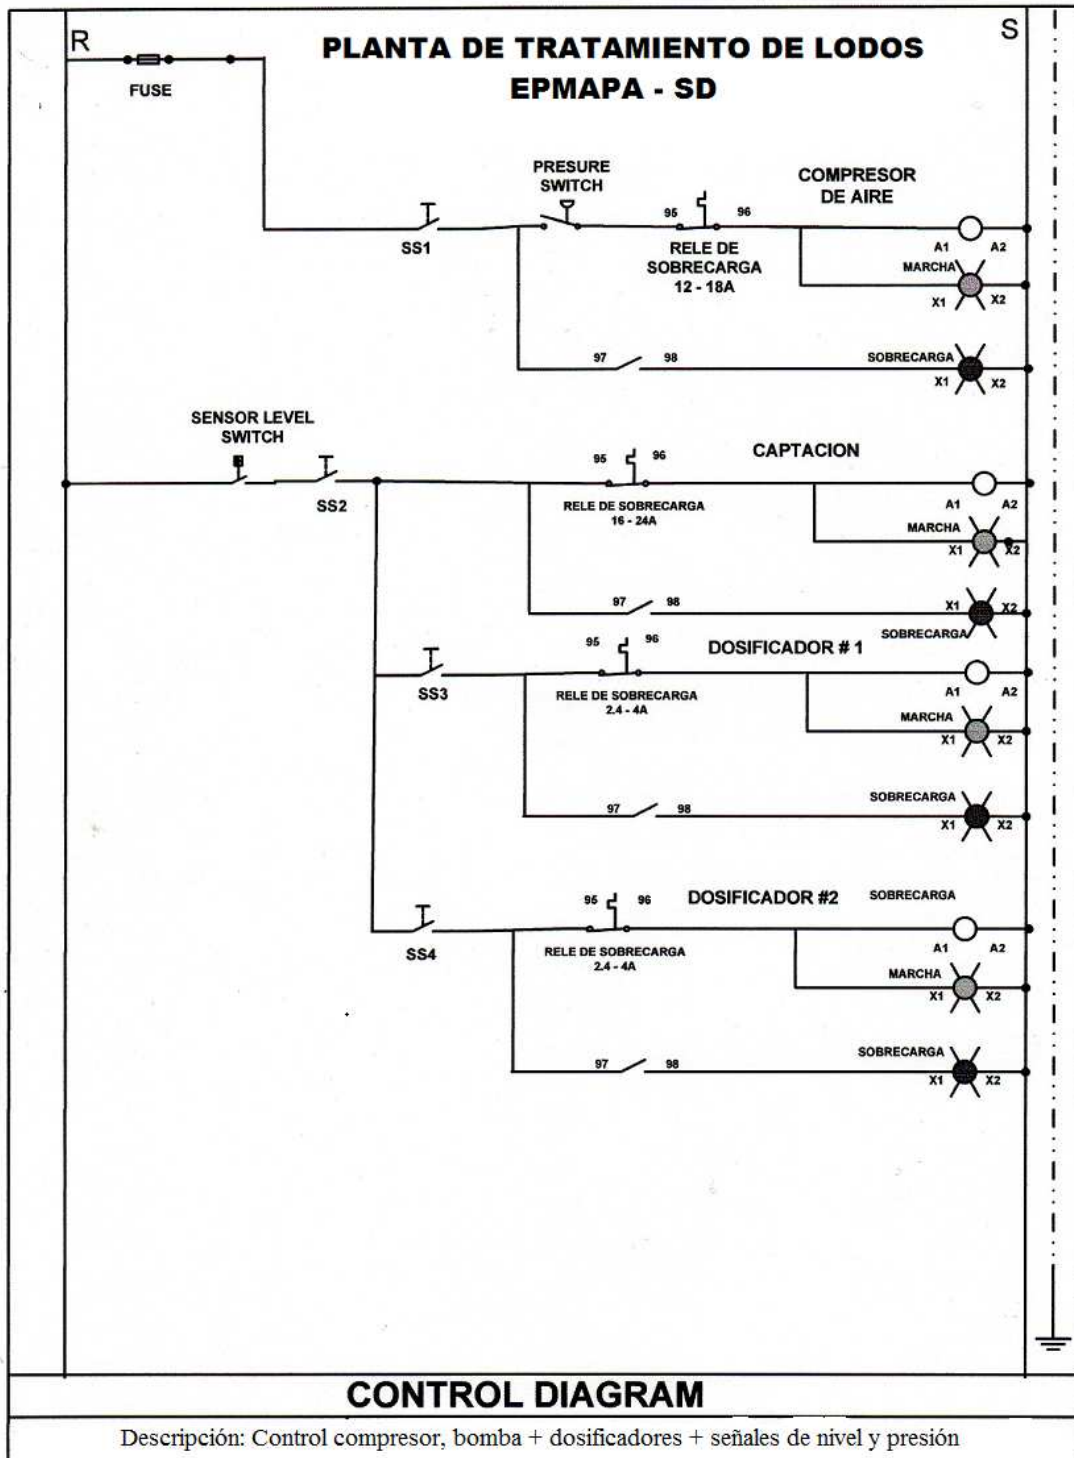 R
S
PLANTA DE TRATAMIENTO DE LODOS
EPMAPA - SD
FUSE
PRESURE
SWITCH
COMPRESOR
DE AIRE
95
96
SS1
RELE DE
SOBRECARGA
12 - 18A
A1
A2
MARCHA
X1
X2
97
98
SOBRECARGA
X1
X2
SENSOR LEVEL
SWITCH
CAPTACION
95
96
SS2
RELE DE SOBRECARGA
16 - 24A
A1
A2
MARCHA
X1
X2
97
98
X1
X2
SOBRECARGA
95
96
DOSIFICADOR # 1
SS3
RELE DE SOBRECARGA
2.4 - 4A
A1
A2
MARCHA
X1
X2
SOBRECARGA
97
98
X1
X2
95
96
DOSIFICADOR #2
SOBRECARGA
SS4
RELE DE SOBRECARGA
2.4 - 4A
A1
A2
MARCHA
X1
X2
SOBRECARGA
97
98
X1
X2
CONTROL DIAGRAM
Descripción: Control compresor, bomba + dosificadores + señales de nivel y presión